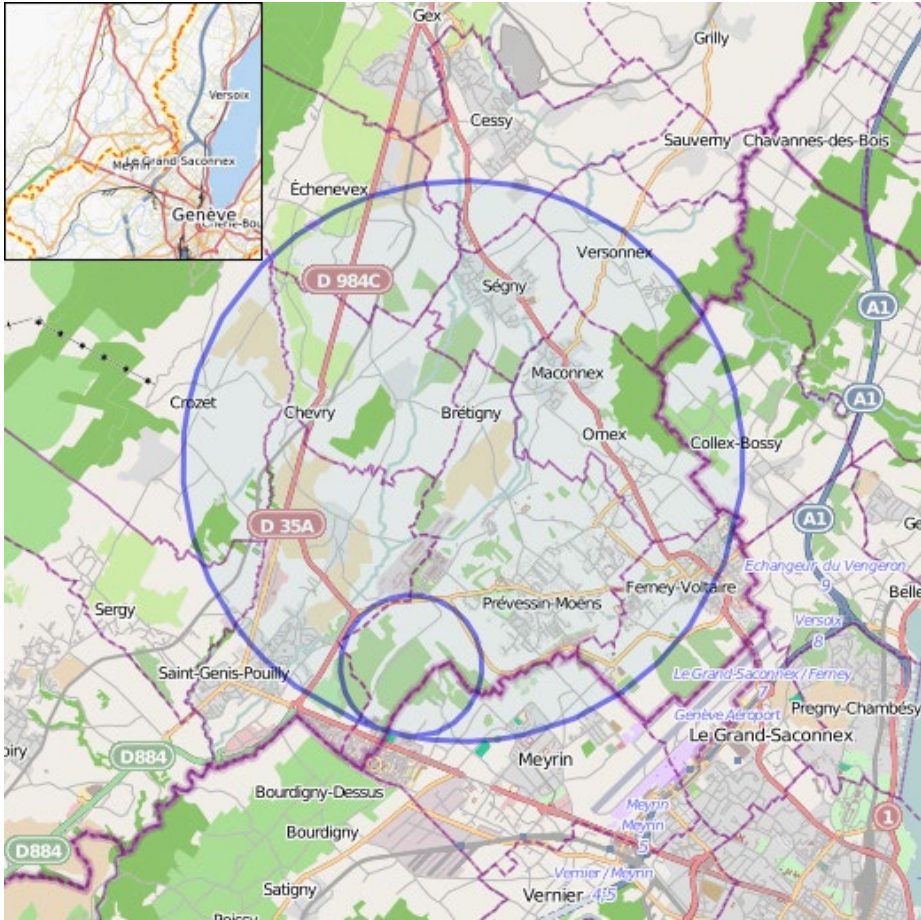 Gex
Grilly
Versoix
Le Grand Saconnex
Meyrin
Genève
Cessy
Sauverny
Chavannes-des-Bois
Échenevex
Versonnex
D 984C
Ségny
A1
Maconnex
Crozet
Chevry
Brétigny
A1
Ornex
Collex-Bossy
D 35A
A1
Echangeur du Vengeron
9
Ferney-Voltaire
Belle
Prévessin-Moëns
Sergy
Versoix
8
Saint-Genis-Pouilly
Le Grand-Saconnex / Ferney
7
Genève Aéroport
Pregny-Chambésy
Le Grand-Saconnex
oiry
D884
Meyrin
Bourdigny-Dessus
Meyrin
Meyrin
5
1
Bourdigny
D884
Vernier / Meyrin
4-5
Satigny
Vernier